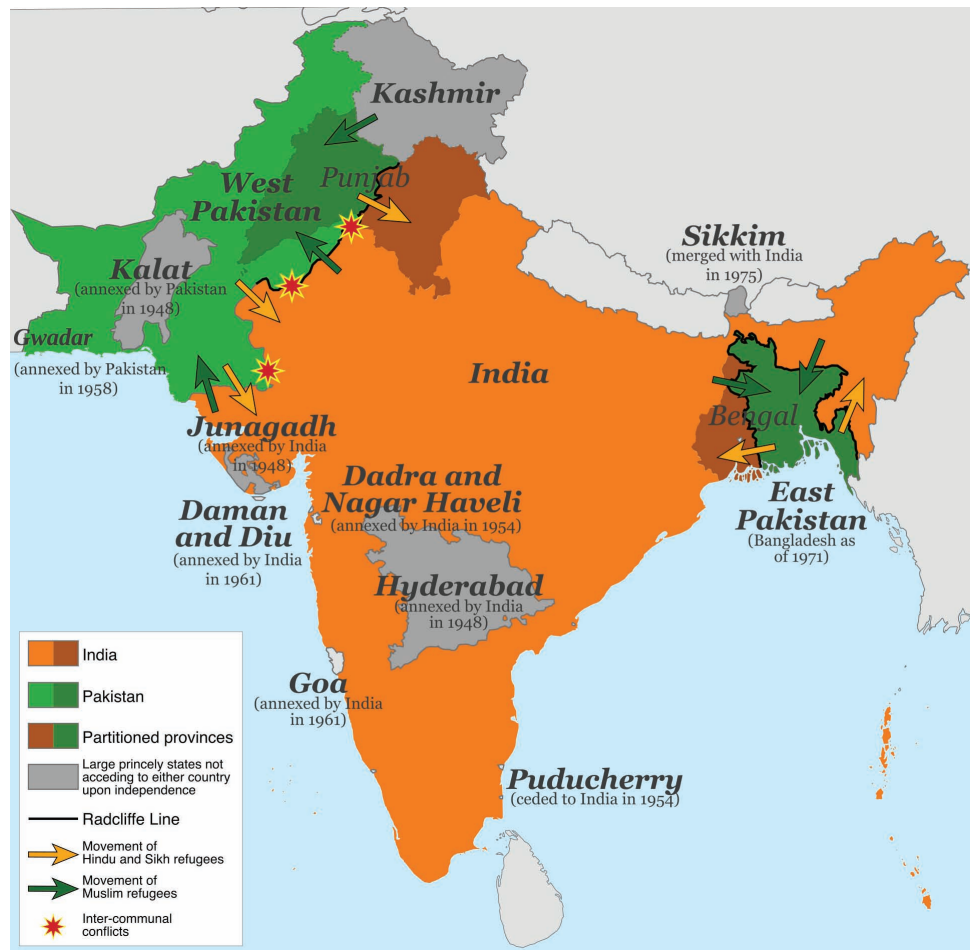 Kashmir
West
Pakistan
Punjab
Sikkim
(merged with India
in 1975)
Kalat
(annexed by Pakistan
in 1948)
Gwadar
(annexed by Pakistan
in 1958)
India
Bengal
Junagadh
(annexed by India
in 1948)
Dadra and
Nagar Haveli
(annexed by India in 1954)
Daman
and Diu
(annexed by India
in 1961)
East
Pakistan
(Bangladesh as
of 1971)
Hyderabad
(annexed by India
in 1948)
Goa
(annexed by India
in 1961)
Puducherry
(ceded to India in 1954)
India
Pakistan
Partitioned provinces
Large princely states not
acceding to either country
upon independence
Radcliffe Line
Movement of
Hindu and Sikh refugees
Movement of
Muslim refugees
Inter-communal
conflicts